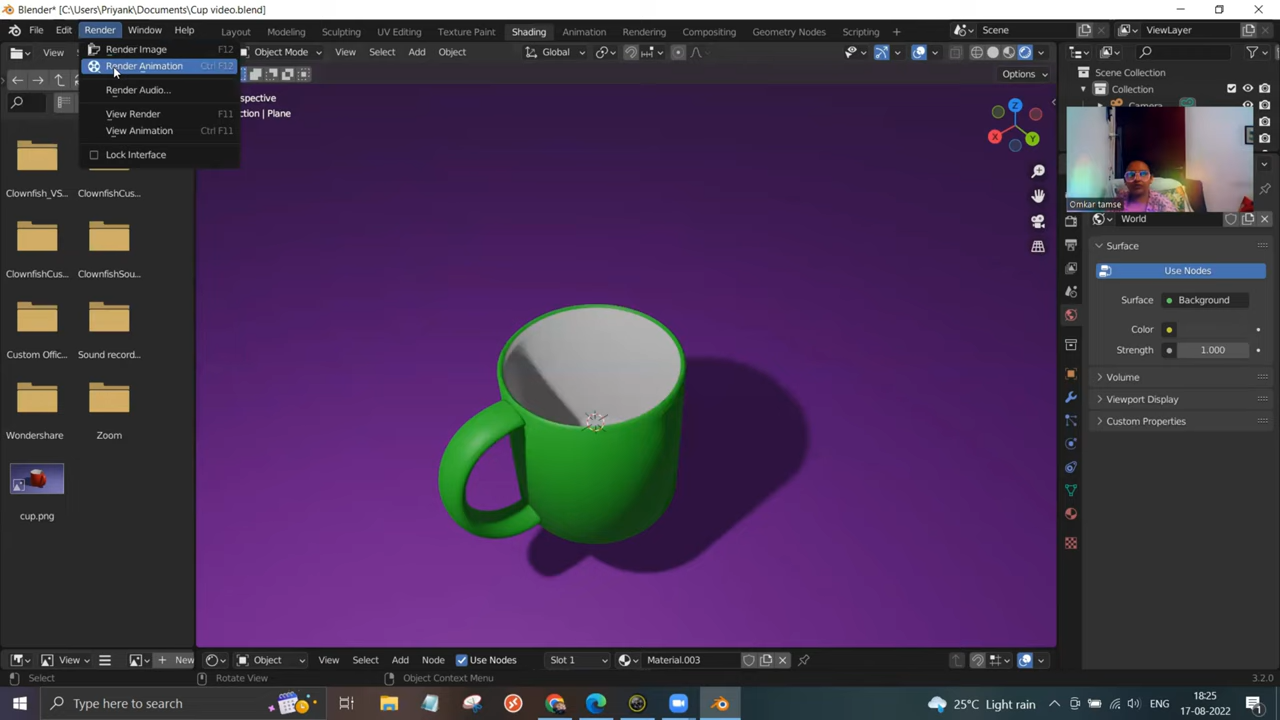 Blender* [C:\Users\Priyank\Documents\Cup video.blend]
File Edit Render Window Help Layout Modeling Sculpting UV Editing Texture Paint Shading Animation Rendering Compositing Geometry Nodes Scripting Scene ViewLayer
View Object Mode View Select Add Object Global
Options
Render Image F12
Render Animation Ctrl F12
Render Audio...
View Render F11
View Animation Ctrl F11
Lock Interface
spective
ction | Plane
Z
X
Y
Scene Collection
Collection
Camera
Omkar tamse
World
Surface
Use Nodes
Surface Background
Color
Strength 1.000
Volume
Viewport Display
Custom Properties
Clownfish_VS... ClownfishCus...
ClownfishCus... ClownfishSou...
Custom Offic... Sound record...
Wondershare Zoom
cup.png
View New Object View Select Add Node Use Nodes Slot 1 Material.003
Select Rotate View Object Context Menu 3.2.0
Type here to search
25°C Light rain ENG 18:25
17-08-2022
1